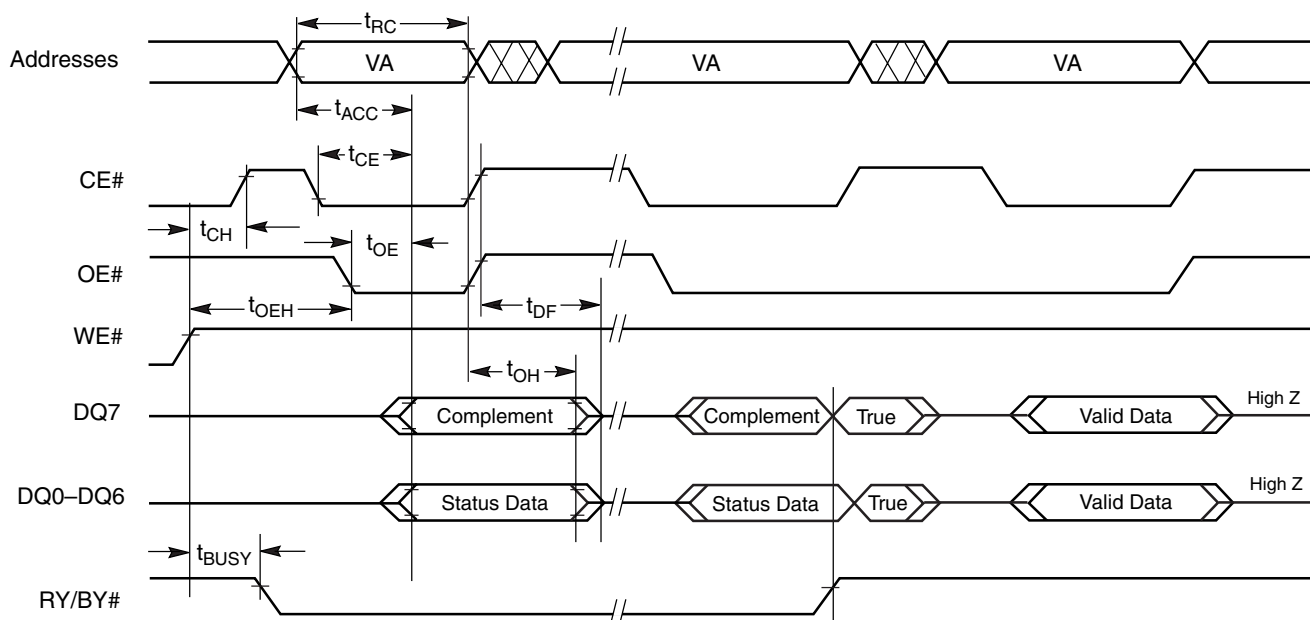 tRC
Addresses VA VA VA
tACC
tCE
CE#
tCH
tOE
OE#
tOEH
tDF
WE#
tOH
DQ7 Complement Complement True Valid Data High Z
DQ0–DQ6 Status Data Status Data True Valid Data High Z
tBUSY
RY/BY#